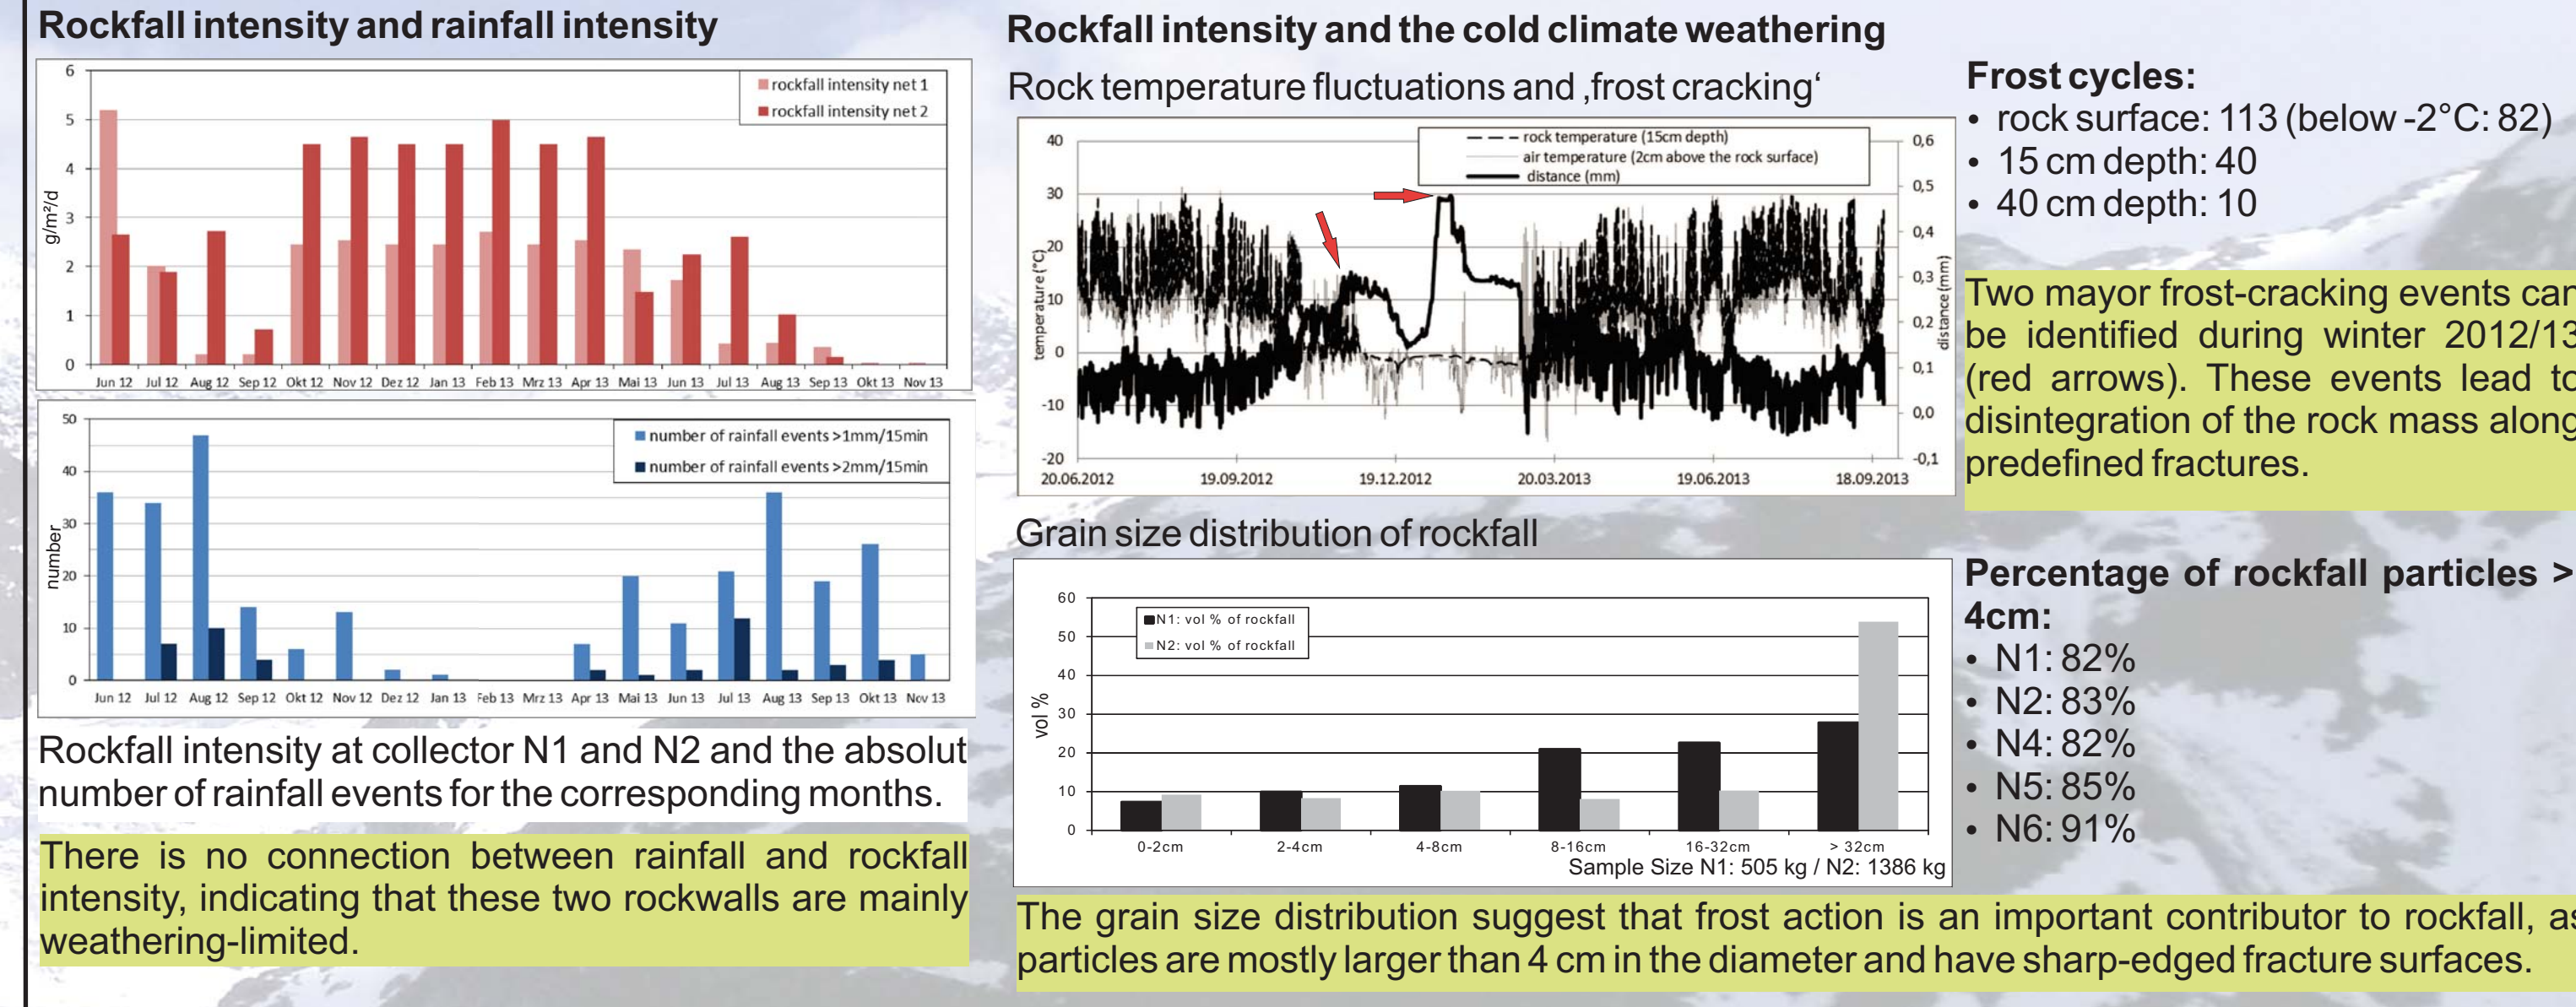 Rockfall intensity and rainfall intensity
6
5
4
3
2
1
0
g/m²/d
rockfall intensity net 1
rockfall intensity net 2
Jun 12 Jul 12 Aug 12 Sep 12 Okt 12 Nov 12 Dez 12 Jan 13 Feb 13 Mrz 13 Apr 13 Mai 13 Jun 13 Jul 13 Aug 13 Sep 13 Okt 13 Nov 13
50
40
30
20
10
0
number
number of rainfall events >1mm/15min
number of rainfall events >2mm/15min
Jun 12 Jul 12 Aug 12 Sep 12 Okt 12 Nov 12 Dez 12 Jan 13 Feb 13 Mrz 13 Apr 13 Mai 13 Jun 13 Jul 13 Aug 13 Sep 13 Okt 13 Nov 13
Rockfall intensity at collector N1 and N2 and the absolut
number of rainfall events for the corresponding months.
There is no connection between rainfall and rockfall
intensity, indicating that these two rockwalls are mainly
weathering-limited.
Rockfall intensity and the cold climate weathering
Rock temperature fluctuations and ‚frost cracking‘
40
30
20
10
0
-10
-20
temperature (°C)
rock temperature (15cm depth)
air temperature (2cm above the rock surface)
distance (mm)
0,6
0,5
0,4
0,3
0,2
0,1
0,0
-0,1
distance (mm)
20.06.2012 19.09.2012 19.12.2012 20.03.2013 19.06.2013 18.09.2013
Frost cycles:
• rock surface: 113 (below -2°C: 82)
• 15 cm depth: 40
• 40 cm depth: 10
Two mayor frost-cracking events can
be identified during winter 2012/13
(red arrows). These events lead to
disintegration of the rock mass along
predefined fractures.
Grain size distribution of rockfall
60
50
40
30
20
10
0
vol %
N1: vol % of rockfall
N2: vol % of rockfall
0-2cm 2-4cm 4-8cm 8-16cm 16-32cm > 32cm
Sample Size N1: 505 kg / N2: 1386 kg
Percentage of rockfall particles >
4cm:
• N1: 82%
• N2: 83%
• N4: 82%
• N5: 85%
• N6: 91%
The grain size distribution suggest that frost action is an important contributor to rockfall, as
particles are mostly larger than 4 cm in the diameter and have sharp-edged fracture surfaces.